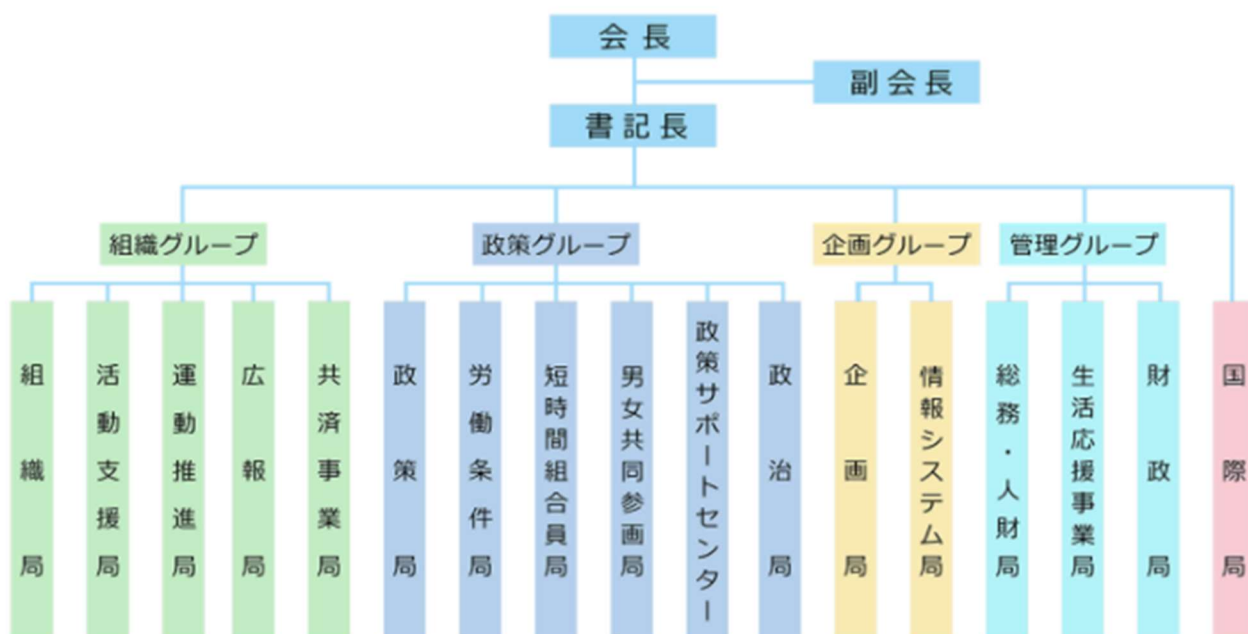 会長
副会長
書記長
組織グループ
政策グループ
企画グループ
管理グループ
組織局
活動支援局
運動推進局
広報局
共済事業局
政策局
労働条件局
短時間組合員局
男女共同参画局
政策サポートセンター
政治局
企画局
情報システム局
総務・人財局
生活応援事業局
財政局
国際局